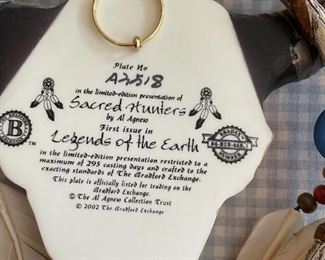 Plate No
A2518
in the limited-edition presentation of
Sacred Hunters
by Al Agnew
First issue in
Legends of the Earth
in the limited-edition presentation restricted to a
maximum of 295 casting days and crafted to the
exacting standards of The Bradford Exchange.
This plate is officially listed for trading on the
Bradford Exchange.
© The Al Agnew Collection Trust
© 2002 The Bradford Exchange
B
BRADEX
NUMBER